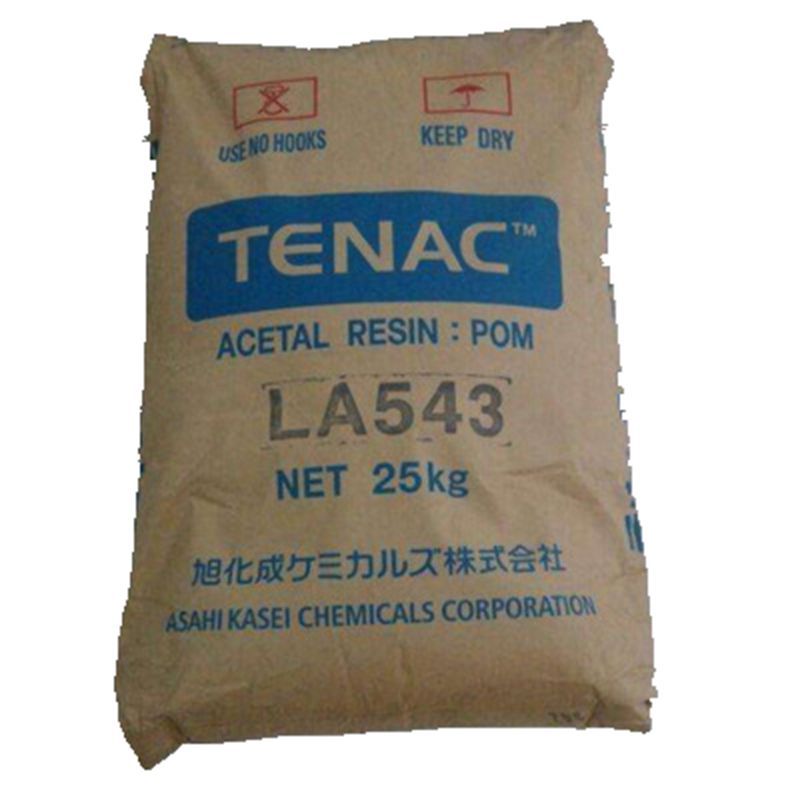 USE NO HOOKS
KEEP DRY
TENAC™
ACETAL RESIN : POM
LA543
NET 25kg
旭化成ケミカルズ株式会社
ASAHI KASEI CHEMICALS CORPORATION